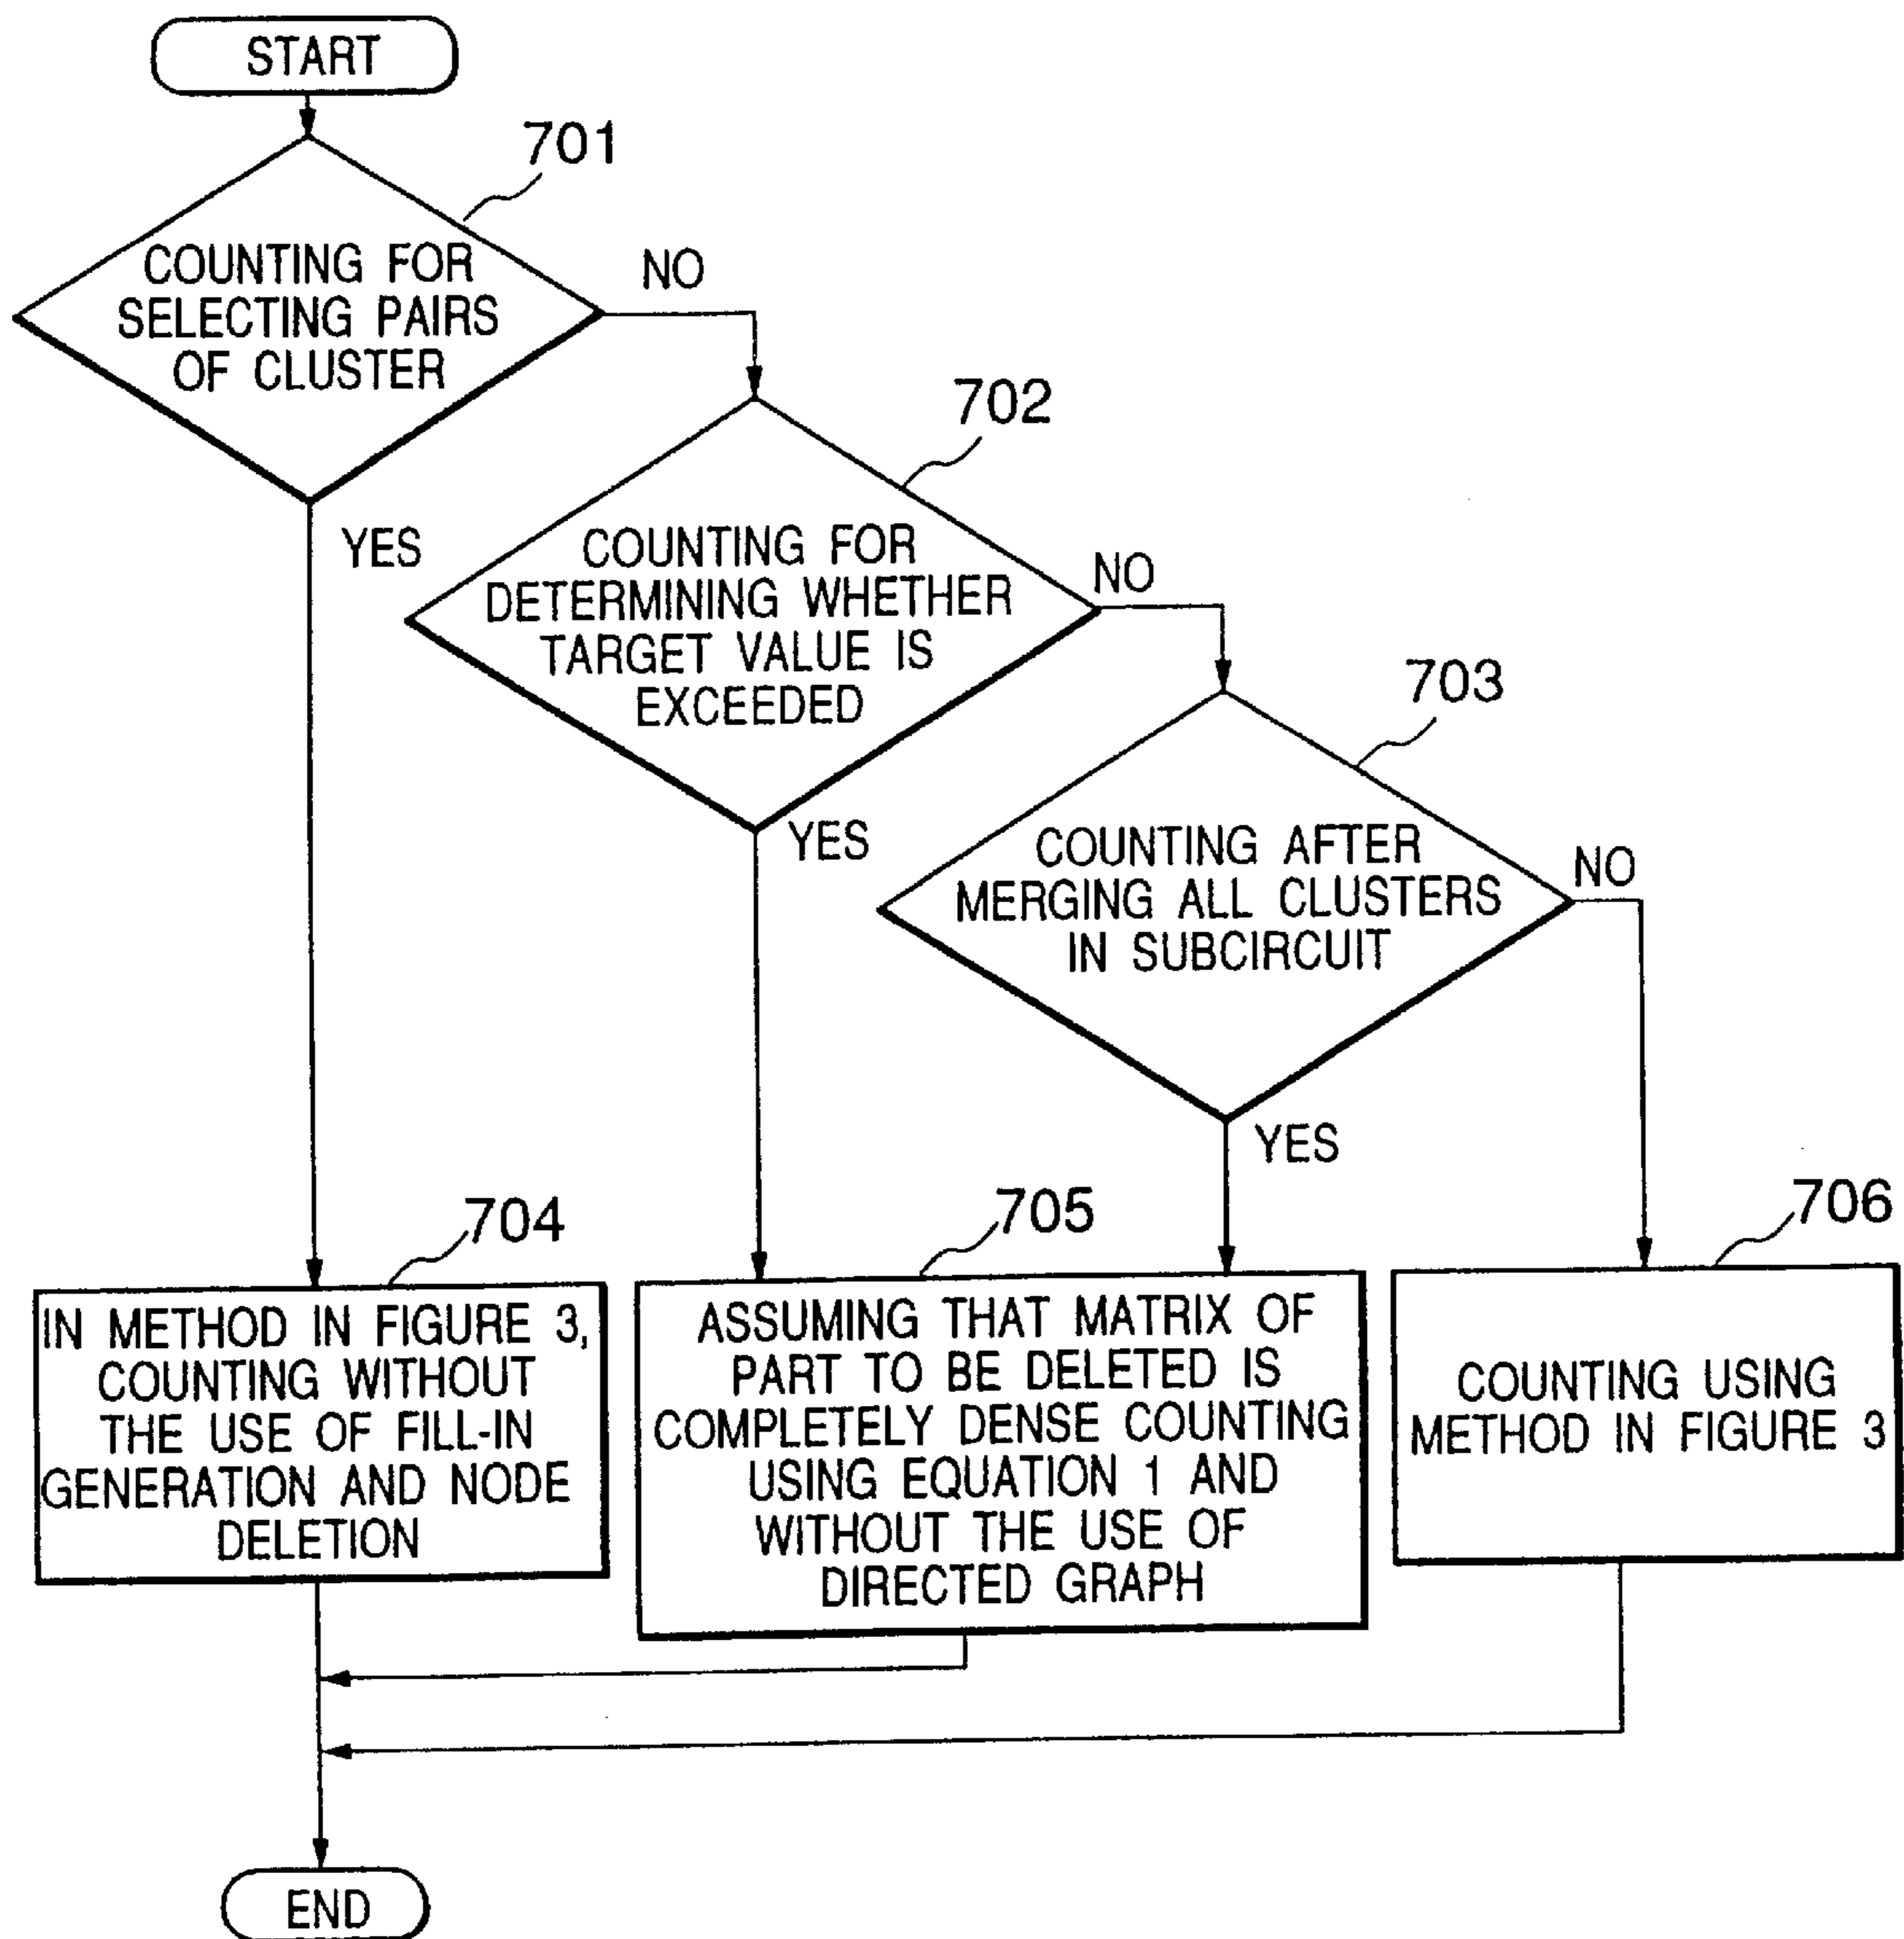 START
701
COUNTING FOR
SELECTING PAIRS
OF CLUSTER
NO
YES
702
COUNTING FOR
DETERMINING WHETHER
TARGET VALUE IS
EXCEEDED
NO
YES
703
COUNTING AFTER
MERGING ALL CLUSTERS
IN SUBCIRCUIT
NO
YES
704
IN METHOD IN FIGURE 3,
COUNTING WITHOUT
THE USE OF FILL-IN
GENERATION AND NODE
DELETION
705
ASSUMING THAT MATRIX OF
PART TO BE DELETED IS
COMPLETELY DENSE COUNTING
USING EQUATION 1 AND
WITHOUT THE USE OF
DIRECTED GRAPH
706
COUNTING USING
METHOD IN FIGURE 3
END